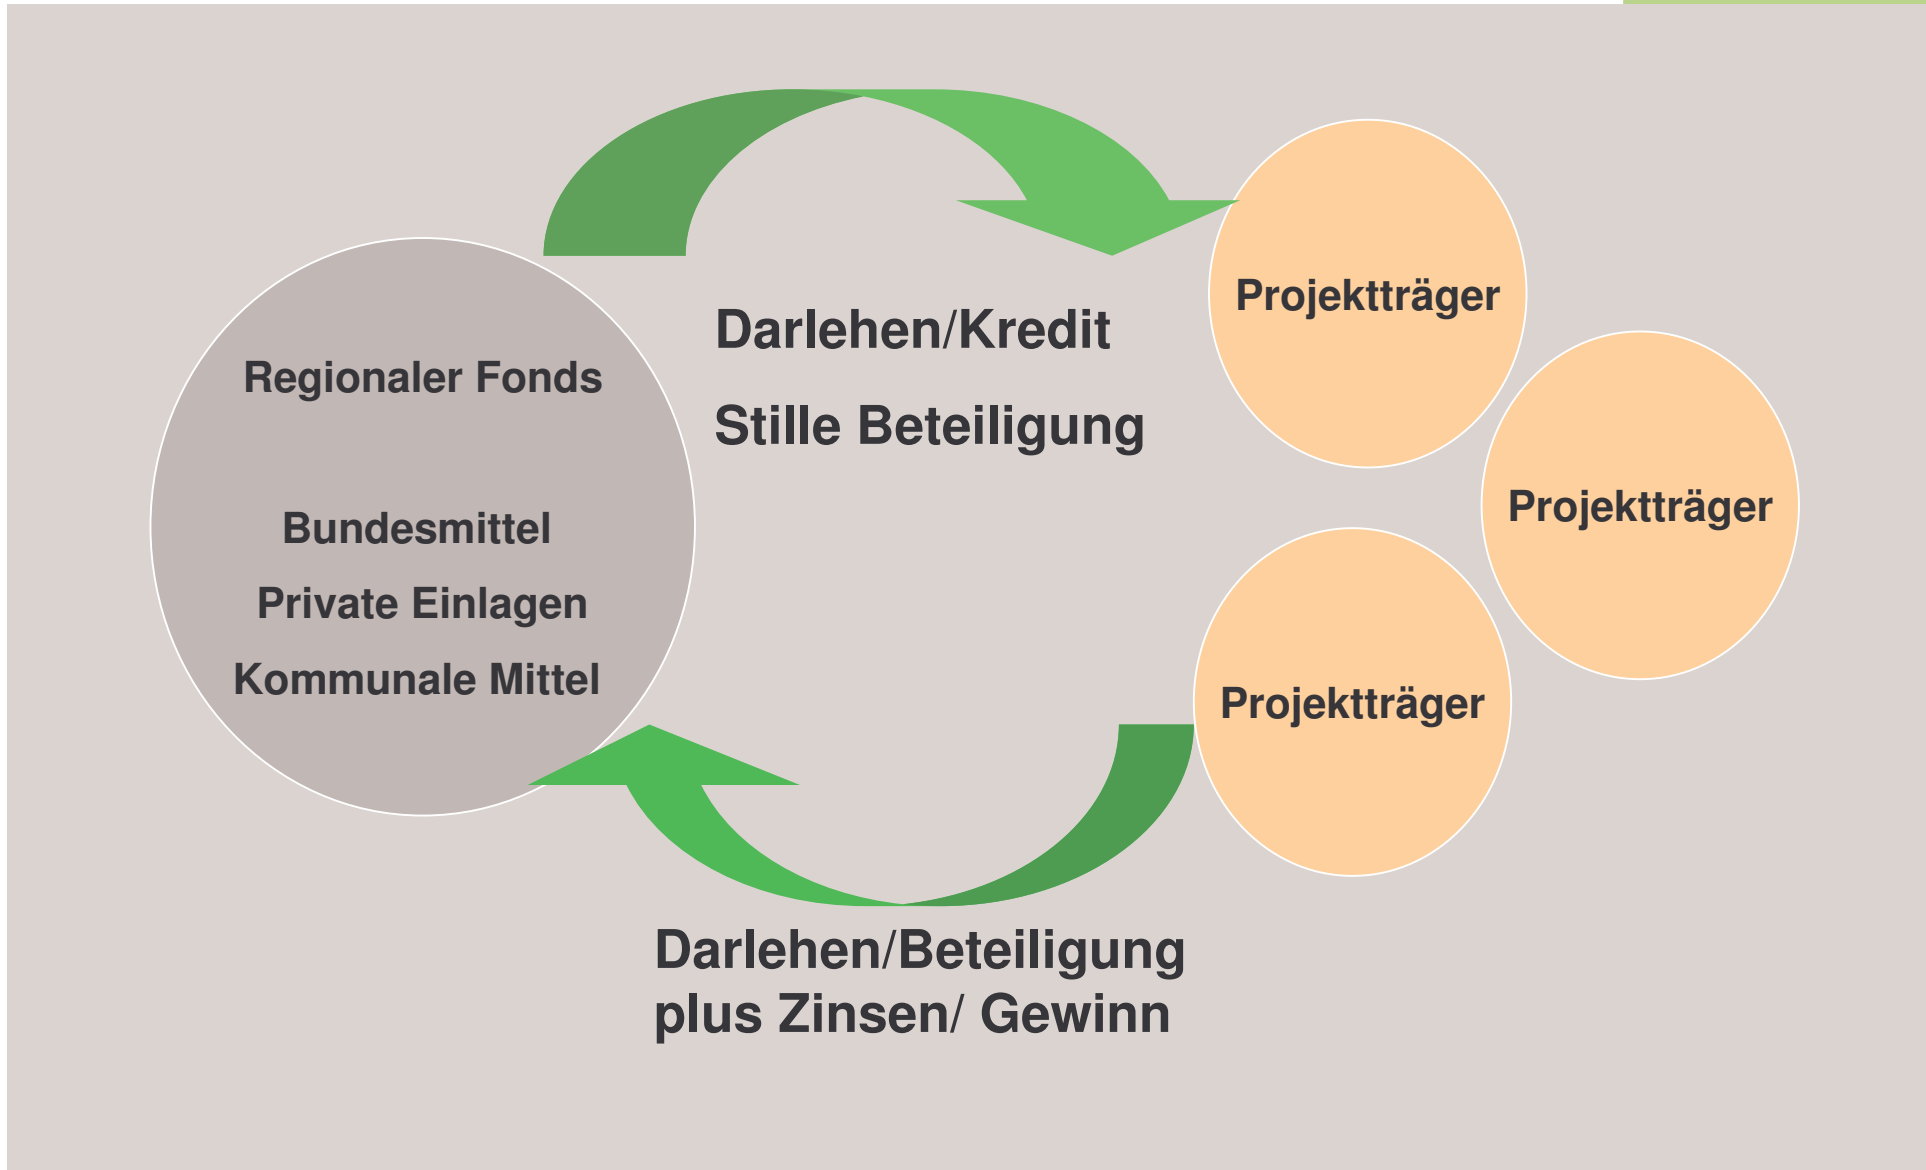 Regionaler Fonds
Bundesmittel
Private Einlagen
Kommunale Mittel
Darlehen/Kredit
Stille Beteiligung
Projektträger
Projektträger
Projektträger
Darlehen/Beteiligung
plus Zinsen/ Gewinn